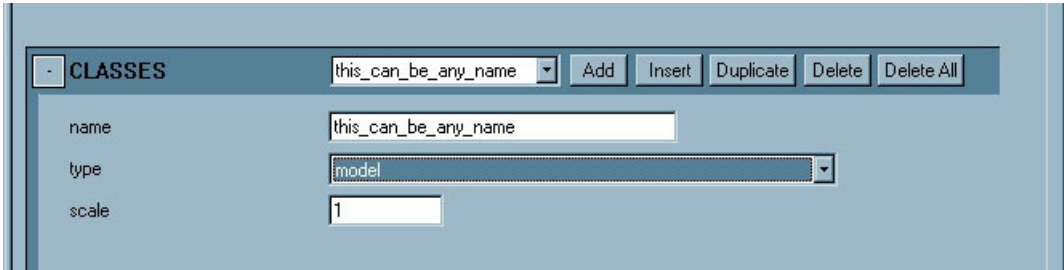 - CLASSES this_can_be_any_name Add Insert Duplicate Delete Delete All
name this_can_be_any_name
type model
scale 1